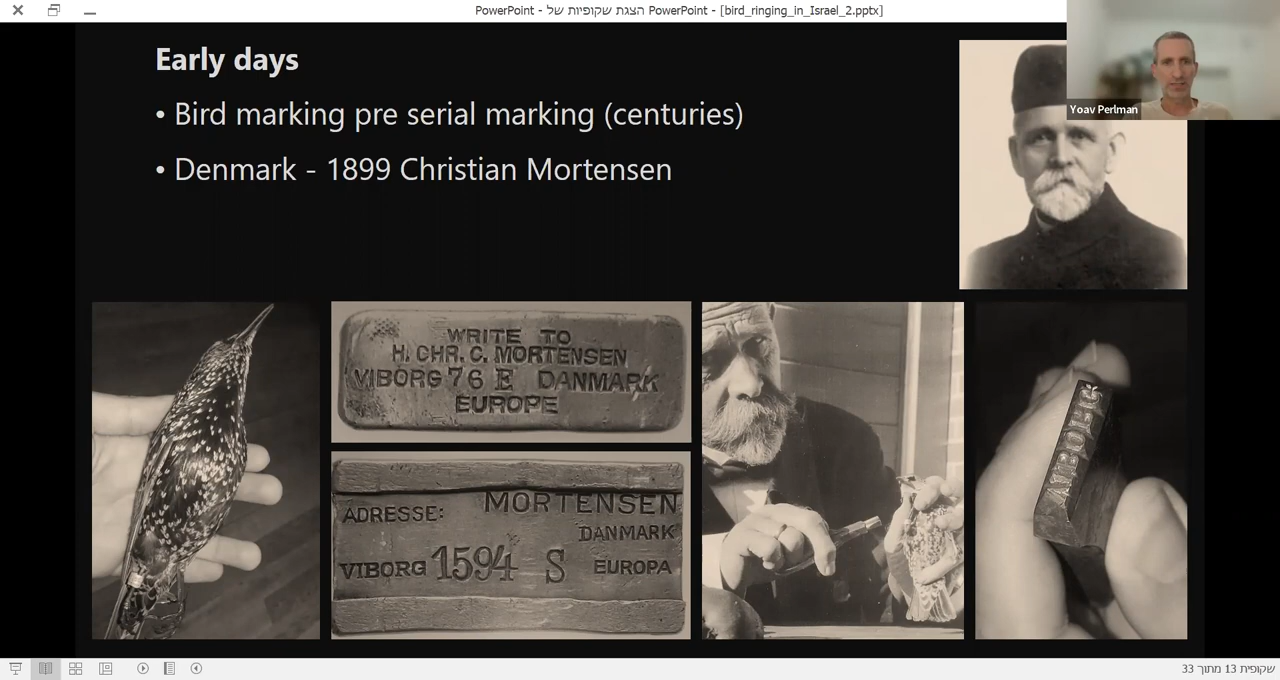 PowerPoint הצגת שקופיות של - PowerPoint - [bird_ringing_in_Israel_2.pptx]
Yoav Perlman
Early days
• Bird marking pre serial marking (centuries)
• Denmark - 1899 Christian Mortensen
WRITE TO
H. CHR. C. MORTENSEN
VIBORG 76 E DANMARK
EUROPE
ADRESSE: MORTENSEN
DANMARK
VIBORG 1594 S EUROPA
VIBORG
שקופית 13 מתוך 33